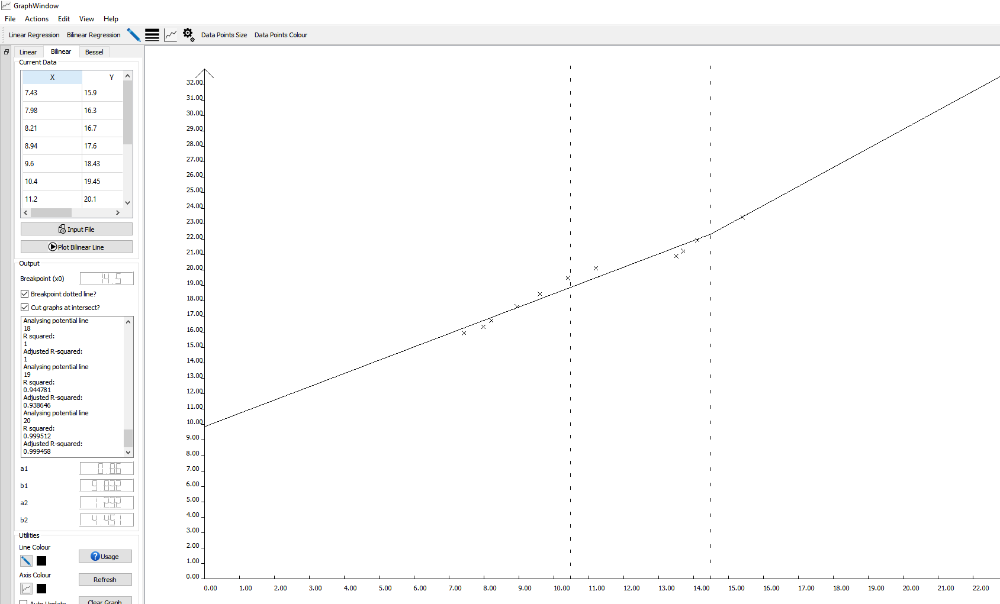 GraphWindow
File Actions Edit View Help
Linear Regression Bilinear Regression Data Points Size Data Points Colour
Linear Bilinear Bessel
Current Data
X Y
7.43 15.9
7.98 16.3
8.21 16.7
8.94 17.6
9.6 18.43
10.4 19.45
11.2 20.1
Input File
Plot Bilinear Line
Output
Breakpoint (x0) 14.5
Breakpoint dotted line?
Cut graphs at intersect?
Analysing potential line
18
R squared:
1
Adjusted R-squared:
1
Analysing potential line
19
R squared:
0.944781
Adjusted R-squared:
0.938646
Analysing potential line
20
R squared:
0.999512
Adjusted R-squared:
0.999458
a1 0.86
b1 9.892
a2 1.232
b2 4.451
Utilities
Line Colour
Usage
Axis Colour
Refresh
Auto Update
Clear Graph
32.00
31.00
30.00
29.00
28.00
27.00
26.00
25.00
24.00
23.00
22.00
21.00
20.00
19.00
18.00
17.00
16.00
15.00
14.00
13.00
12.00
11.00
10.00
9.00
8.00
7.00
6.00
5.00
4.00
3.00
2.00
1.00
0.00
0.00 1.00 2.00 3.00 4.00 5.00 6.00 7.00 8.00 9.00 10.00 11.00 12.00 13.00 14.00 15.00 16.00 17.00 18.00 19.00 20.00 21.00 22.00